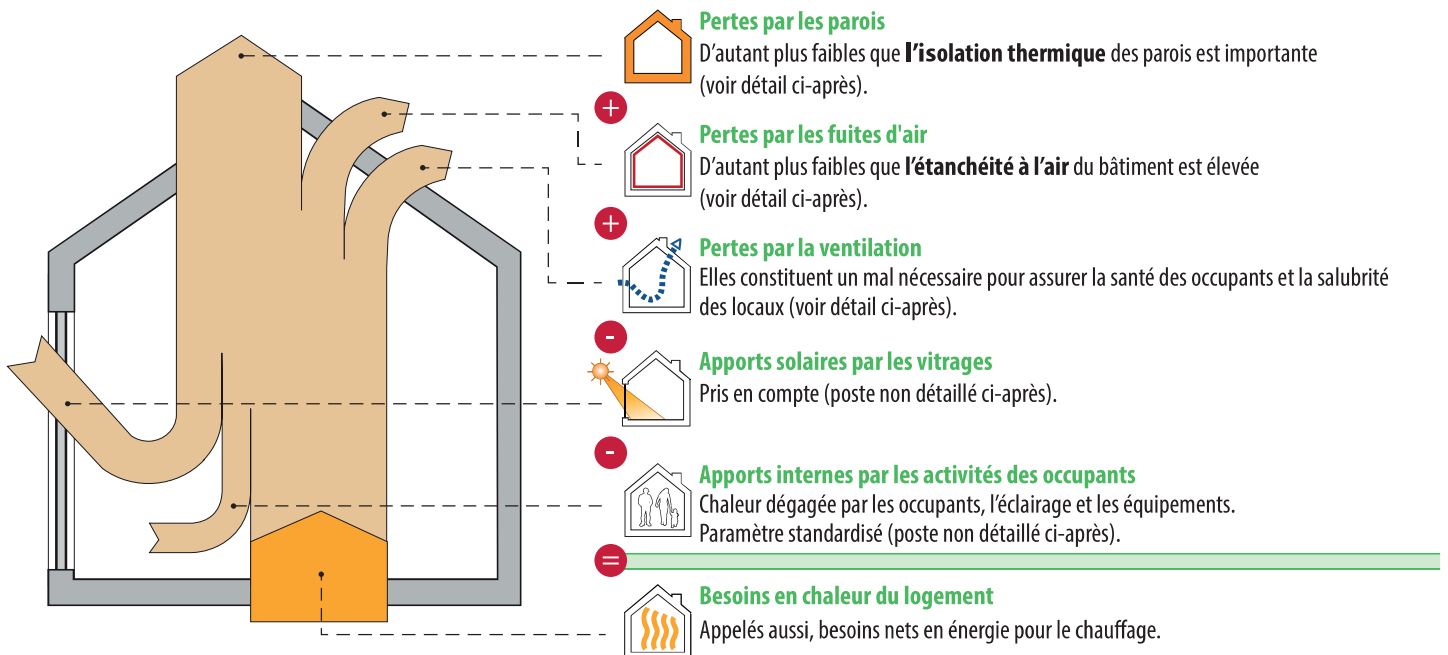 Pertes par les parois
D’autant plus faibles que l’isolation thermique des parois est importante
(voir détail ci-après).
+
Pertes par les fuites d'air
D’autant plus faibles que l’étanchéité à l’air du bâtiment est élevée
(voir détail ci-après).
+
Pertes par la ventilation
Elles constituent un mal nécessaire pour assurer la santé des occupants et la salubrité
des locaux (voir détail ci-après).
-
Apports solaires par les vitrages
Pris en compte (poste non détaillé ci-après).
-
Apports internes par les activités des occupants
Chaleur dégagée par les occupants, l’éclairage et les équipements.
Paramètre standardisé (poste non détaillé ci-après).
=
Besoins en chaleur du logement
Appelés aussi, besoins nets en énergie pour le chauffage.